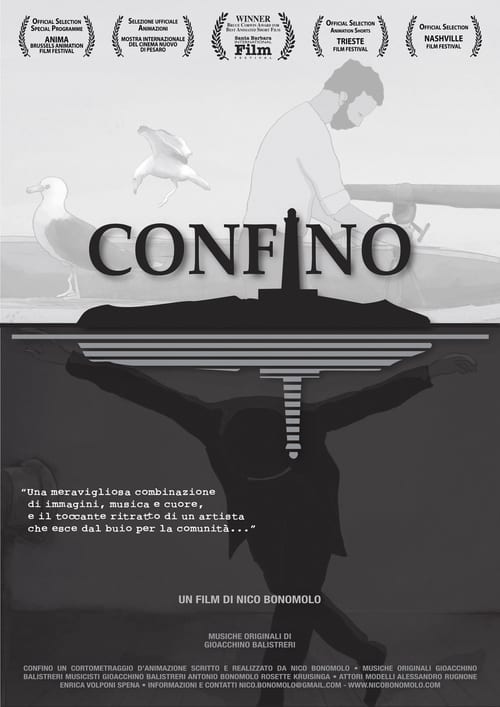 Official Selection
Special Programme
ANIMA
BRUSSELS ANIMATION
FILM FESTIVAL
SELEZIONE UFFICIALE
ANIMAZIONI
MOSTRA INTERNAZIONALE
DEL CINEMA NUOVO
DI PESARO
WINNER
BRUCE CORWIN AWARD FOR
BEST ANIMATED SHORT FILM
Santa Barbara
INTERNATIONAL
Film
FESTIVAL
OFFICIAL SELECTION
ANIMATION SHORTS
TRIESTE
FILM FESTIVAL
OFFICIAL SELECTION
NASHVILLE
FILM FESTIVAL
CONFINO
"Una meravigliosa combinazione
di immagini, musica e cuore,
e il toccante ritratto di un artista
che esce dal buio per la comunità..."
UN FILM DI NICO BONOMOLO
MUSICHE ORIGINALI DI
GIOACCHINO BALISTRERI
CONFINO UN CORTOMETRAGGIO D'ANIMAZIONE SCRITTO E REALIZZATO DA NICO BONOMOLO • MUSICHE ORIGINALI GIOACCHINO
BALISTRERI MUSICISTI GIOACCHINO BALISTRERI ANTONIO BONOMOLO ROSETTE KRUISINGA • ATTORI MODELLI ALESSANDRO RUGNONE
ENRICA VOLPONI SPENA • INFORMAZIONI E CONTATTI NICO.BONOMOLO@GMAIL.COM - WWW.NICOBONOMOLO.COM